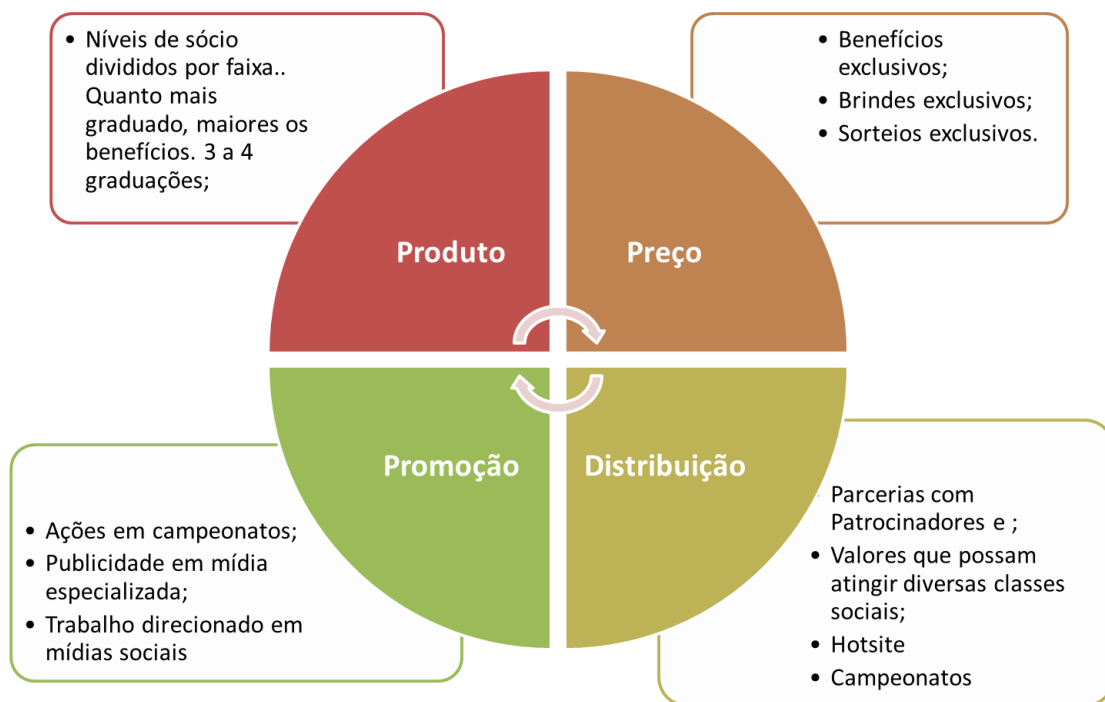 • Níveis de sócio
divididos por faixa..
Quanto mais
graduado, maiores os
benefícios. 3 a 4
graduações;
• Benefícios
exclusivos;
• Brindes exclusivos;
• Sorteios exclusivos.
Produto
Preço
Promoção
Distribuição
• Ações em campeonatos;
• Publicidade em mídia
especializada;
• Trabalho direcionado em
mídias sociais
Parcerias com
Patrocinadores e ;
• Valores que possam
atingir diversas classes
sociais;
• Hotsite
• Campeonatos